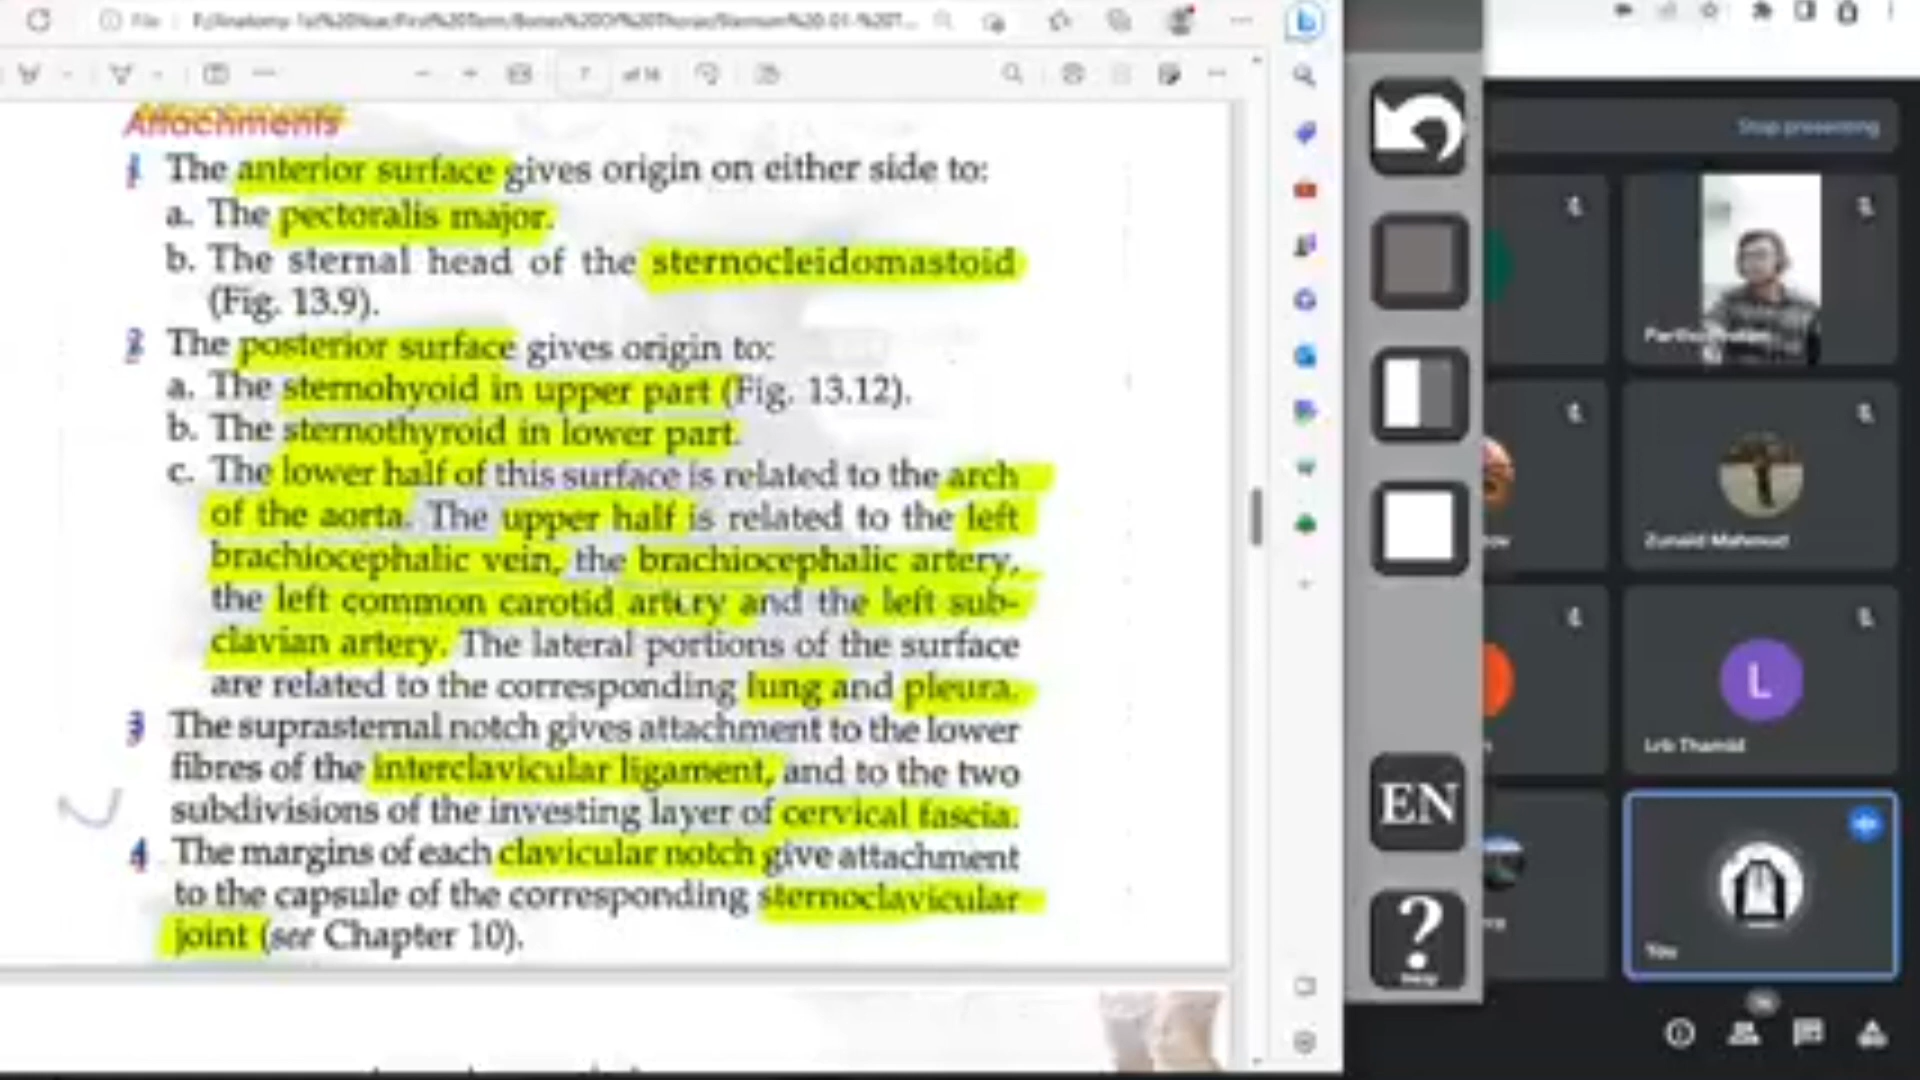 File
of 14
Stop presenting
Attachments
1 The anterior surface gives origin on either side to:
a. The pectoralis major.
b. The sternal head of the sternocleidomastoid
(Fig. 13.9).
2 The posterior surface gives origin to:
a. The sternohyoid in upper part (Fig. 13.12).
b. The sternothyroid in lower part.
c. The lower half of this surface is related to the arch
of the aorta. The upper half is related to the left
brachiocephalic vein, the brachiocephalic artery,
the left common carotid artery and the left sub-
clavian artery. The lateral portions of the surface
are related to the corresponding lung and pleura.
3 The suprasternal notch gives attachment to the lower
fibres of the interclavicular ligament, and to the two
subdivisions of the investing layer of cervical fascia.
4 The margins of each clavicular notch give attachment
to the capsule of the corresponding sternoclavicular
joint (see Chapter 10).
EN
?
Zunaid Mahmud
L
Lrb Thamid
You